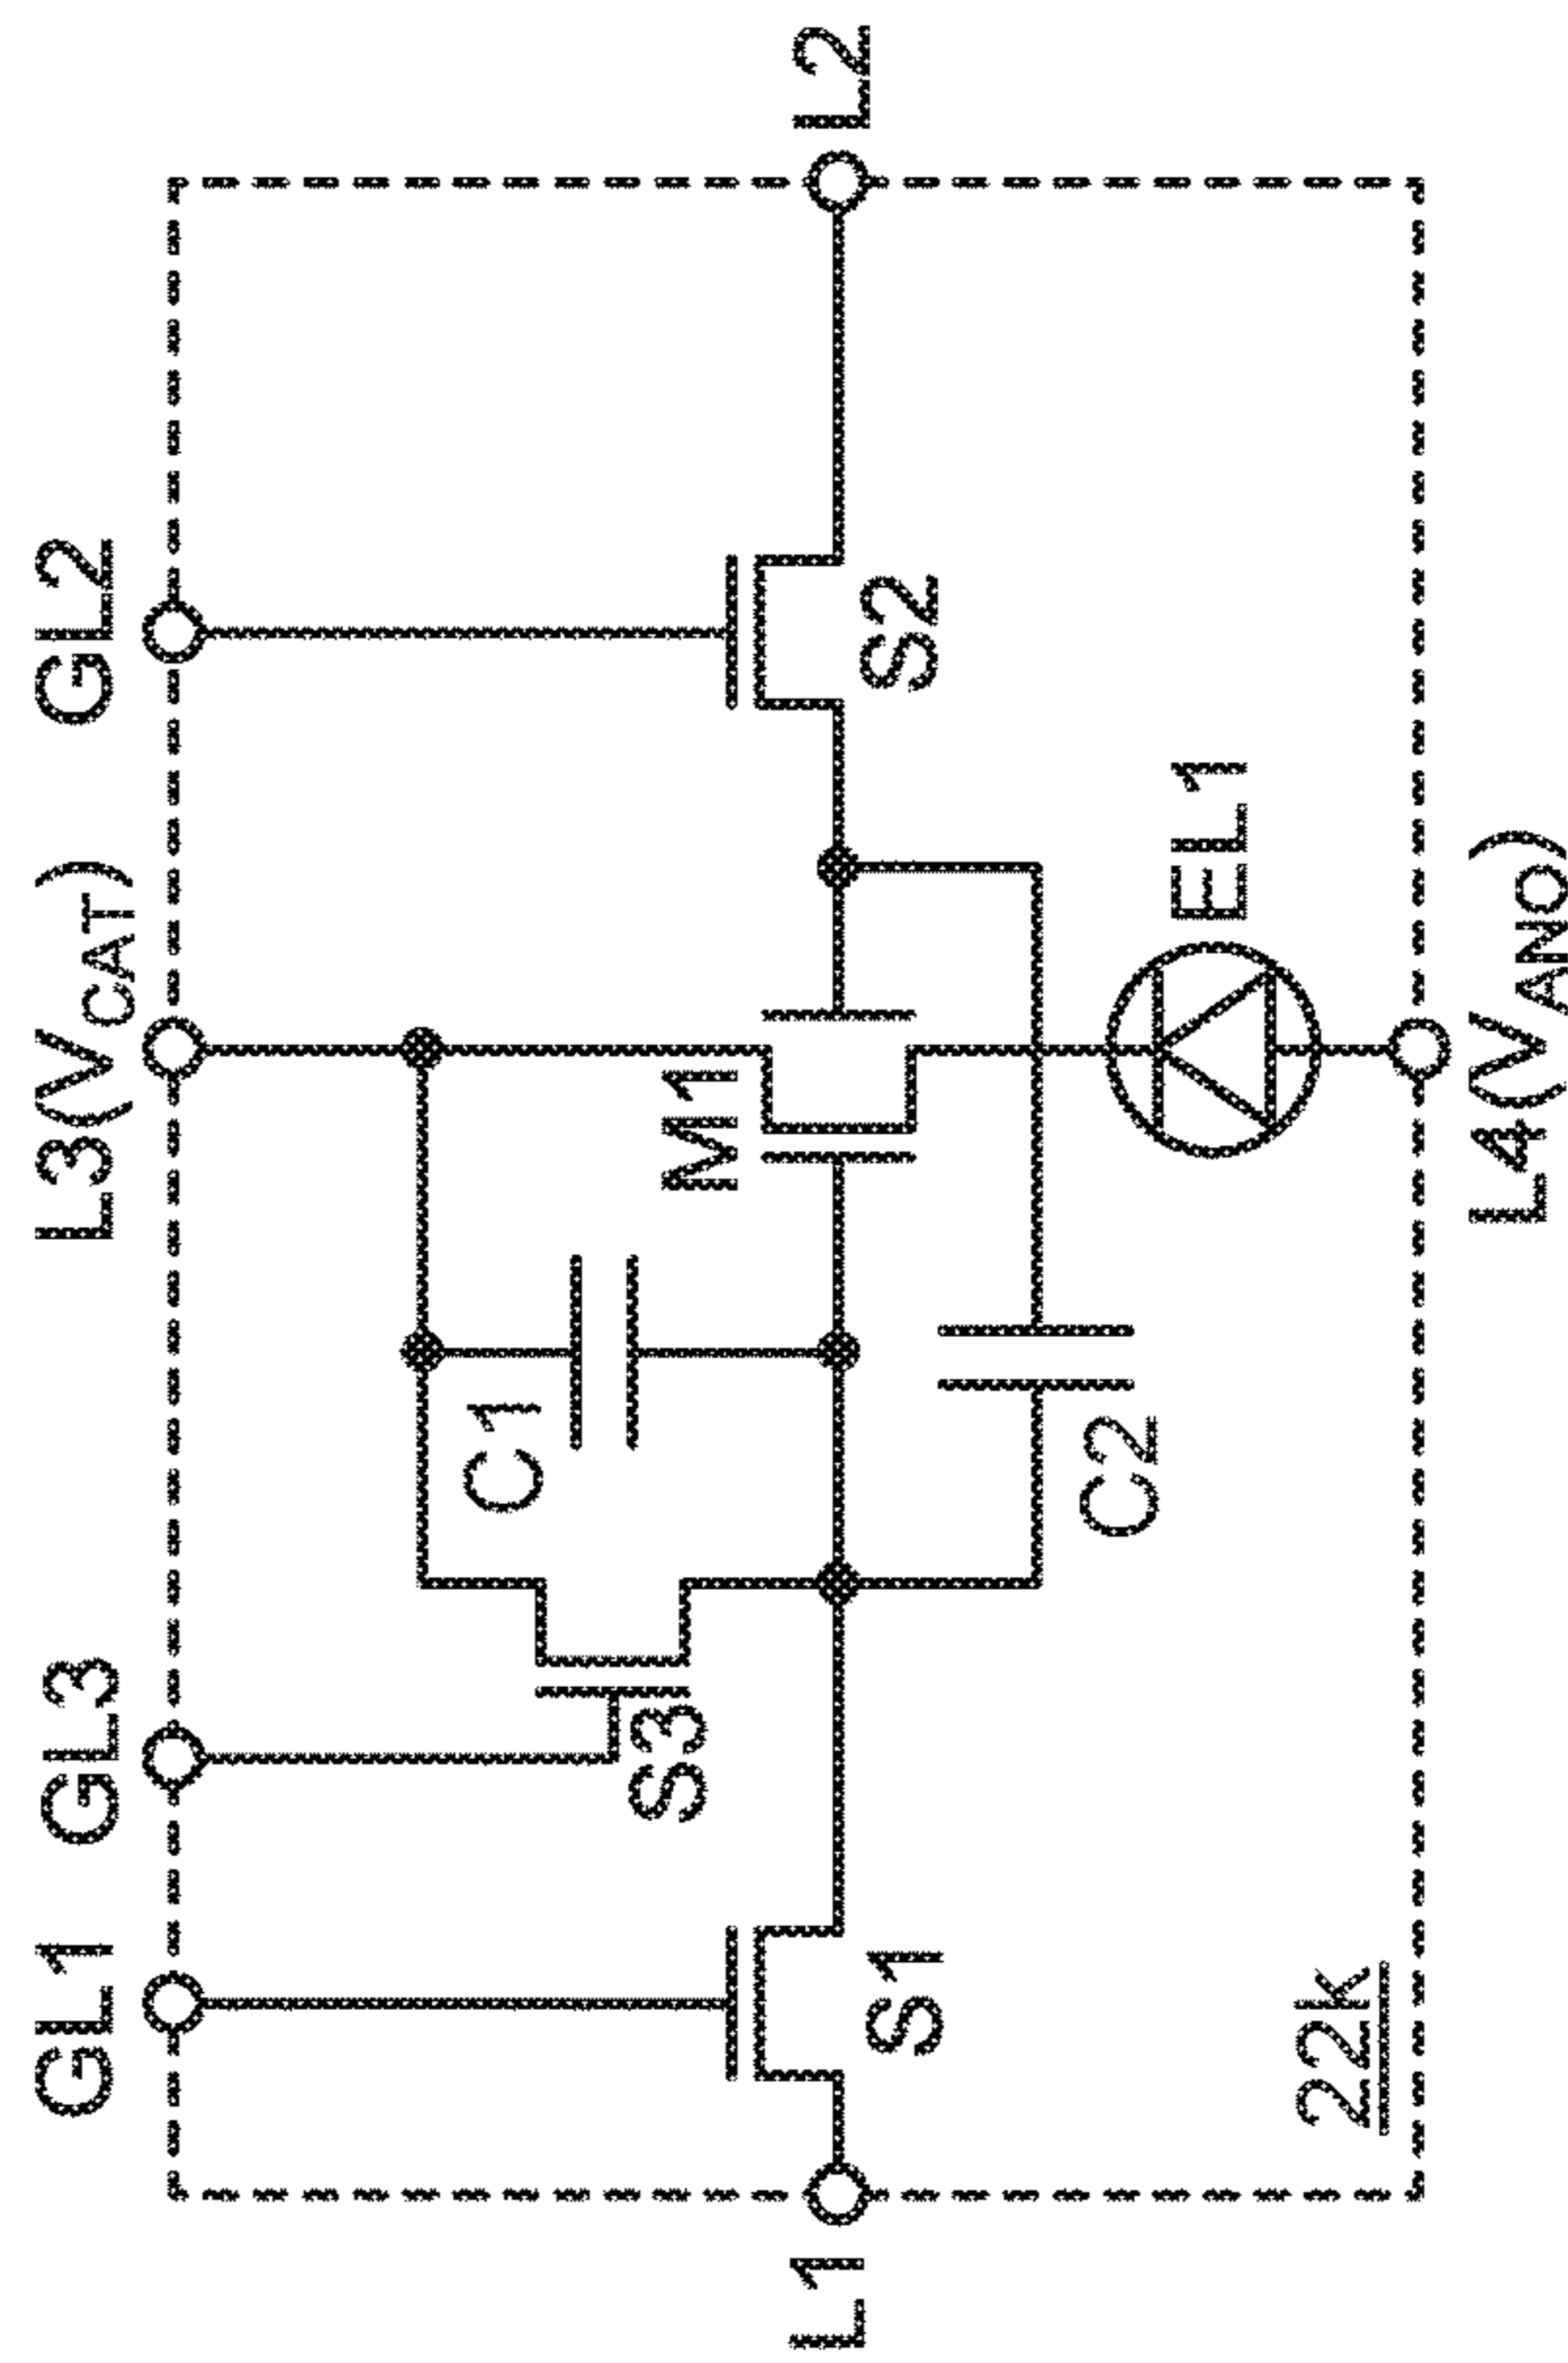 GL1
GL3
L3(VCAT)
GL2
S3
C1
M1
L1
S1
S2
L2
C2
EL1
22k
L4(VANO)